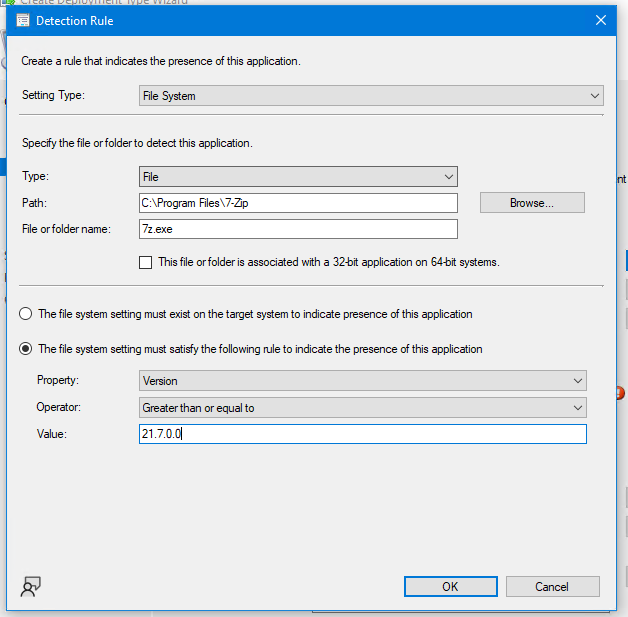 Create Deployment Type Wizard
Detection Rule
Create a rule that indicates the presence of this application.
Setting Type: File System
Specify the file or folder to detect this application.
Type: File
Path: C:\Program Files\7-Zip Browse...
File or folder name: 7z.exe
This file or folder is associated with a 32-bit application on 64-bit systems.
The file system setting must exist on the target system to indicate presence of this application
The file system setting must satisfy the following rule to indicate the presence of this application
Property: Version
Operator: Greater than or equal to
Value: 21.7.0.0
OK Cancel